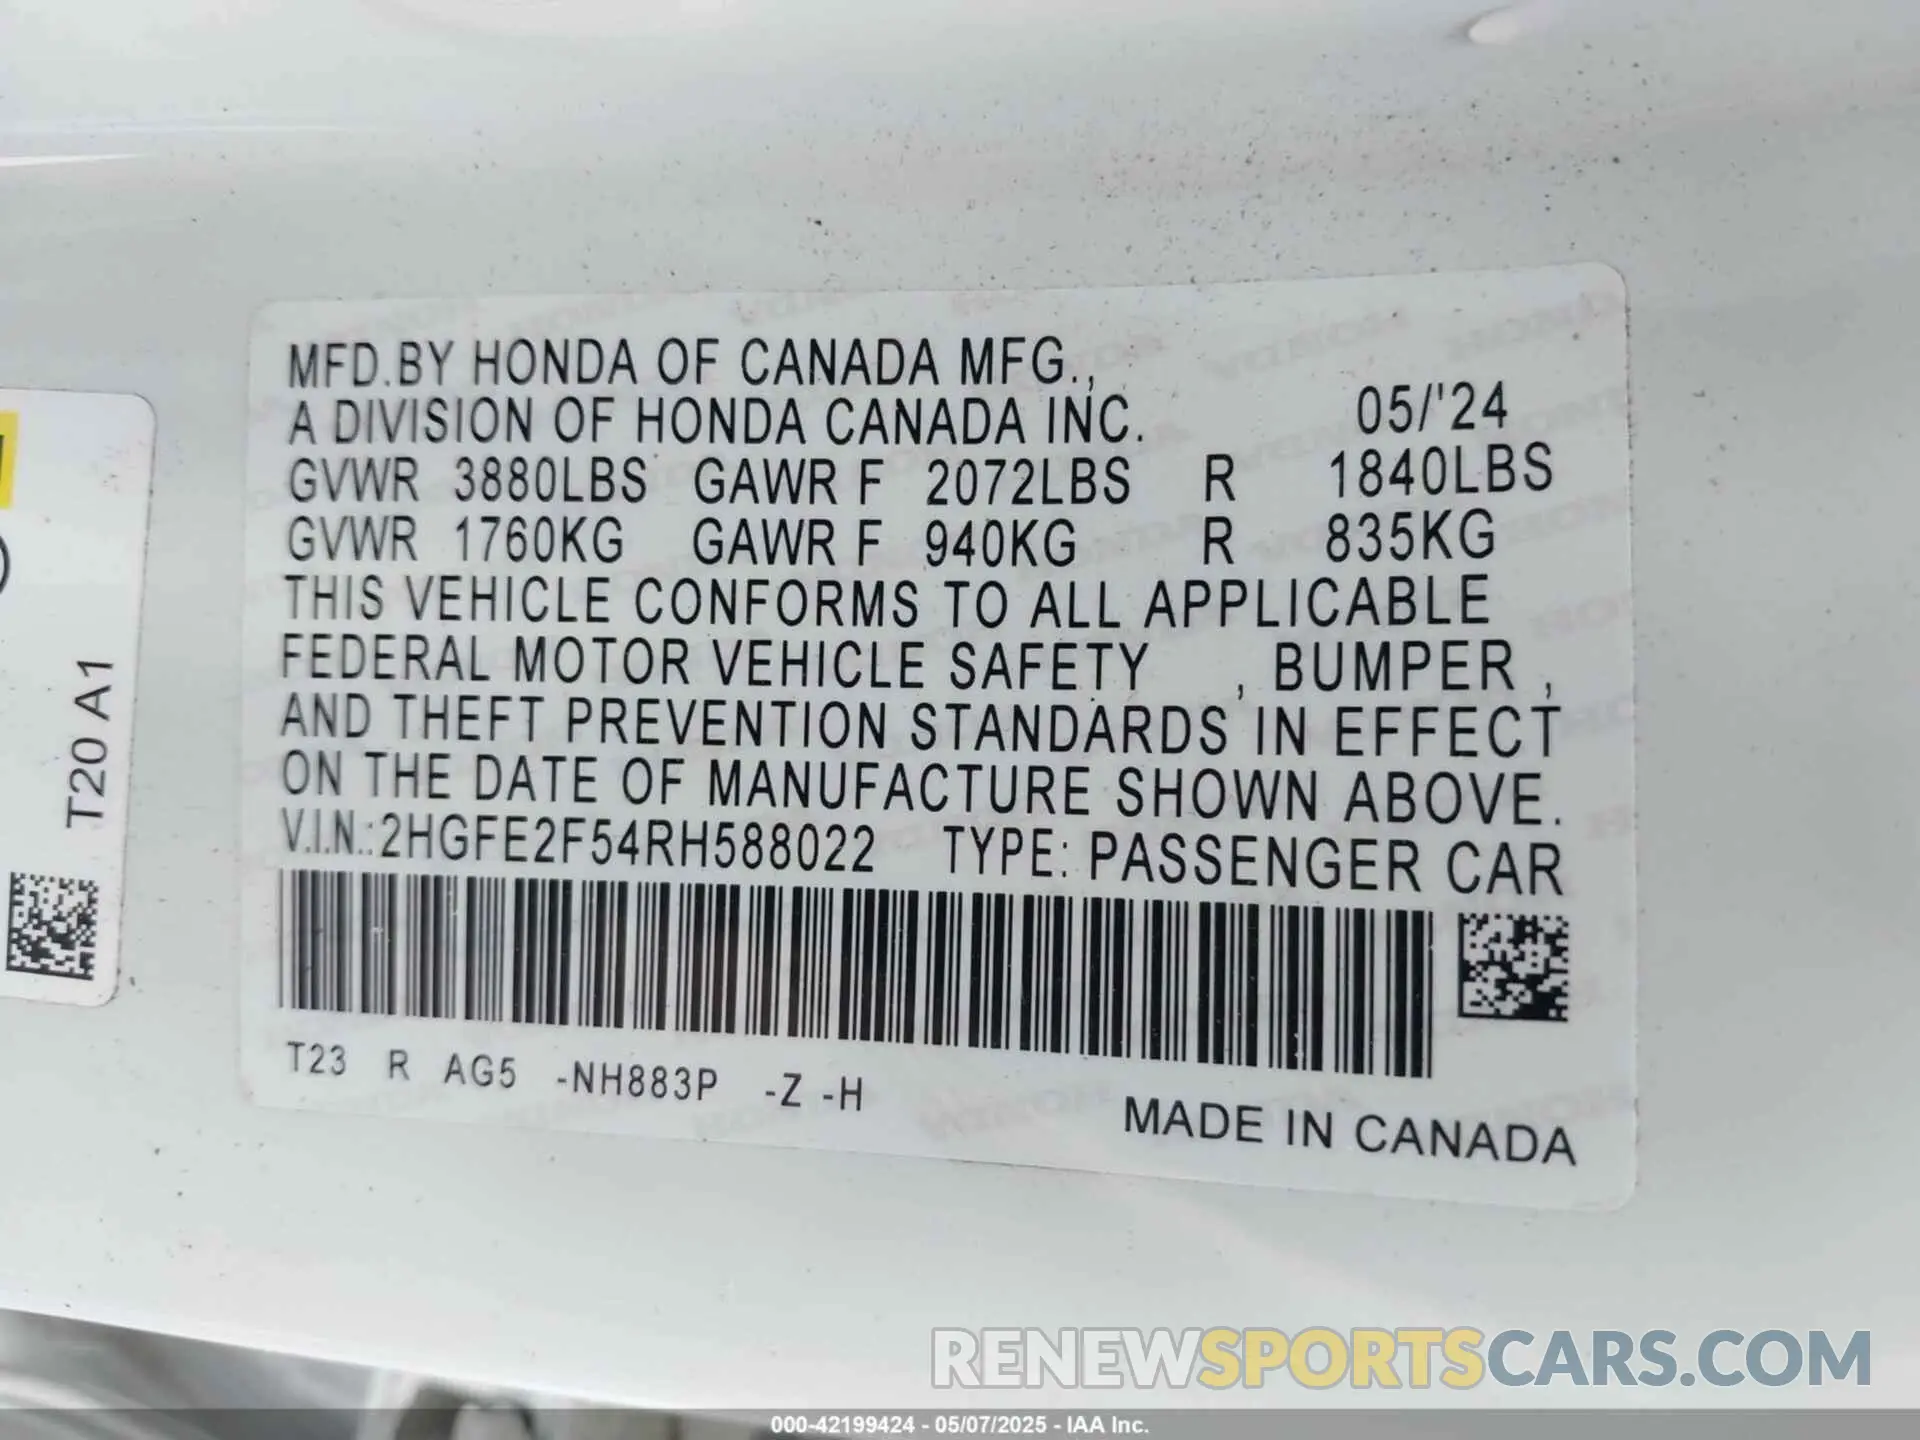 MFD.BY HONDA OF CANADA MFG.,
A DIVISION OF HONDA CANADA INC. 05/'24
GVWR 3880LBS GAWR F 2072LBS R 1840LBS
GVWR 1760KG GAWR F 940KG R 835KG
THIS VEHICLE CONFORMS TO ALL APPLICABLE
FEDERAL MOTOR VEHICLE SAFETY , BUMPER ,
AND THEFT PREVENTION STANDARDS IN EFFECT
ON THE DATE OF MANUFACTURE SHOWN ABOVE.
V.I.N.:2HGFE2F54RH588022 TYPE: PASSENGER CAR
T23 R AG5 -NH883P -Z -H
MADE IN CANADA
T20 A1
RENEWSPORTSCARS.COM
000-42199424 - 05/07/2025 - IAA Inc.